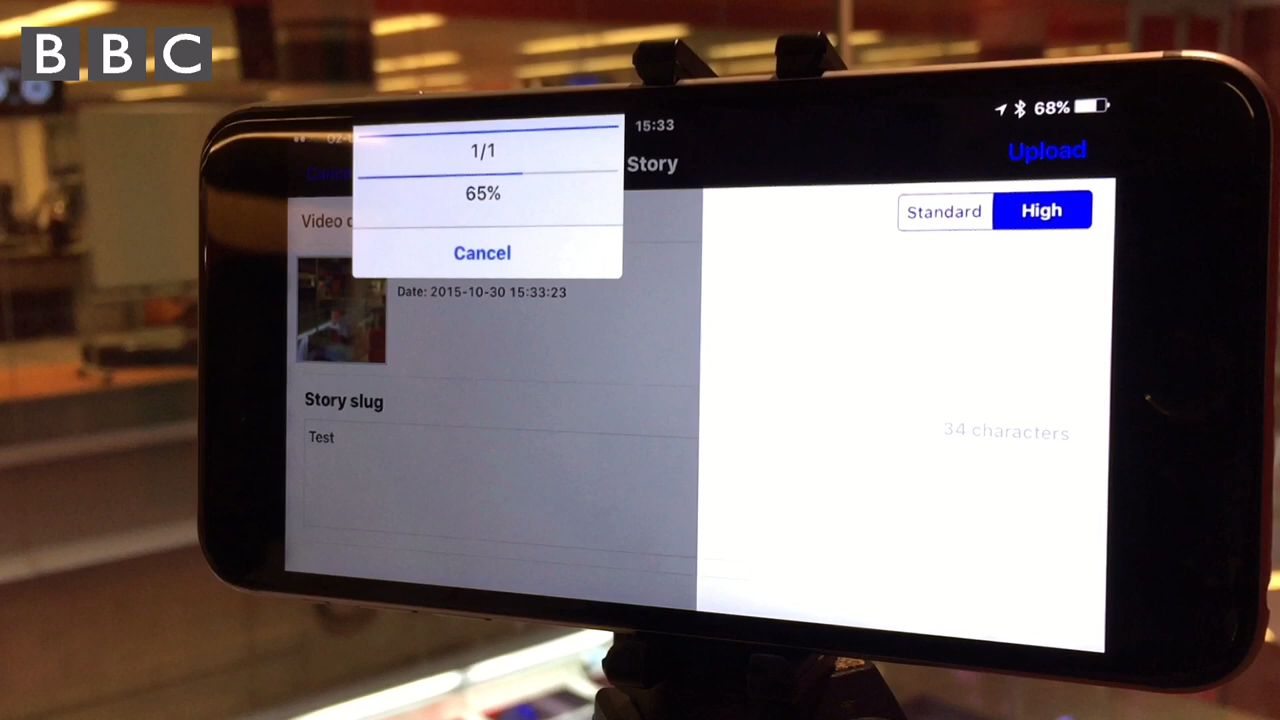 BBC
15:33
68%
Story
Upload
1/1
65%
Cancel
Video
Standard
High
Date: 2015-10-30 15:33:23
34 characters
Story slug
Test